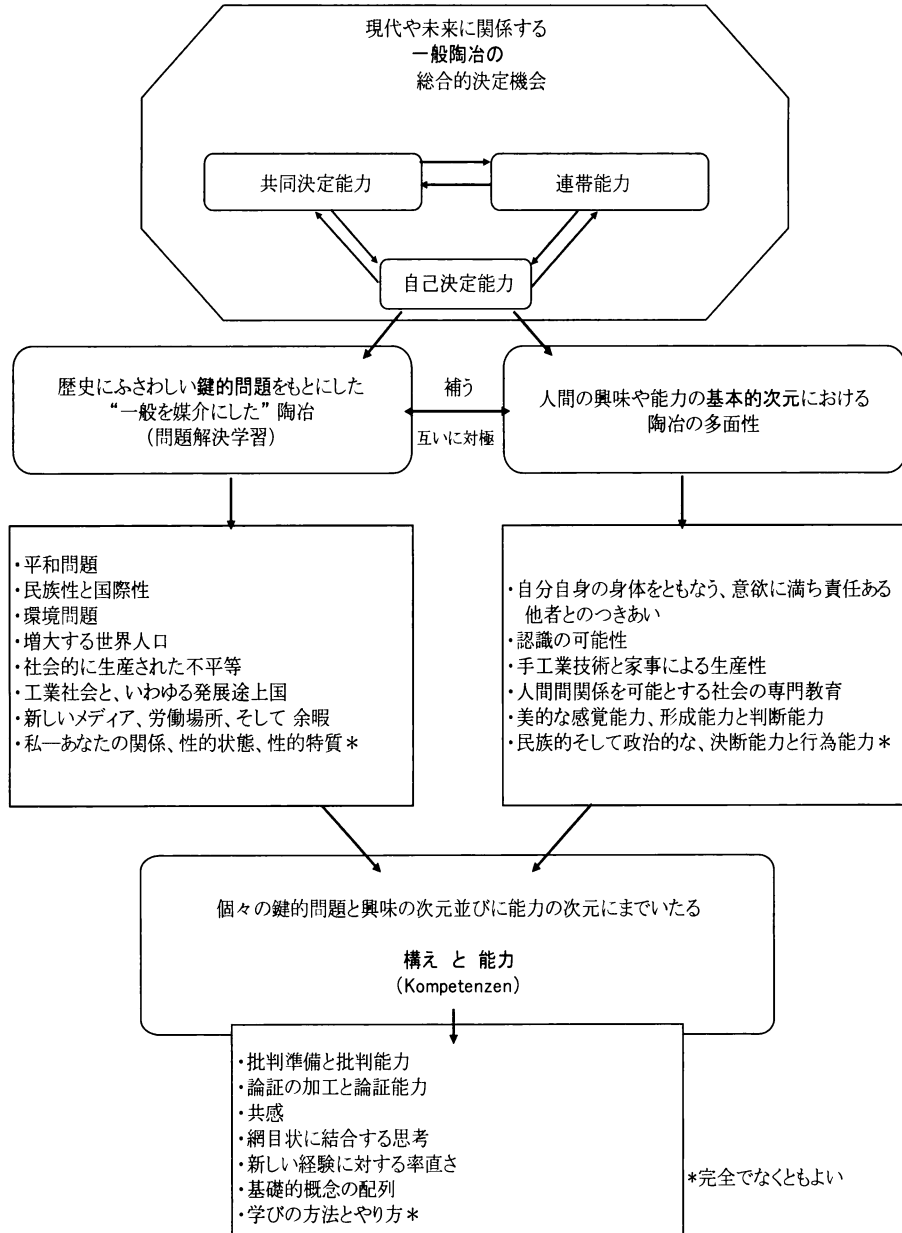 現代や未来に関係する
一般陶冶の
総合的決定機会
共同決定能力
連帯能力
自己決定能力
歴史にふさわしい鍵的問題をもとにした
“一般を媒介にした” 陶冶
(問題解決学習)
補う
互いに対極
人間の興味や能力の基本的次元における
陶冶の多面性
・平和問題
・民族性と国際性
・環境問題
・増大する世界人口
・社会的に生産された不平等
・工業社会と、いわゆる発展途上国
・新しいメディア、労働場所、そして 余暇
・私―あなたの関係、性的状態、性的特質*
・自分自身の身体をともなう、意欲に満ち責任ある
他者とのつきあい
・認識の可能性
・手工業技術と家事による生産性
・人間間関係を可能とする社会の専門教育
・美的な感覚能力、形成能力と判断能力
・民族的そして政治的な、決断能力と行為能力*
個々の鍵的問題と興味の次元並びに能力の次元にまでいたる
構え と 能力
(Kompetenzen)
・批判準備と批判能力
・論証の加工と論証能力
・共感
・網目状に結合する思考
・新しい経験に対する率直さ
・基礎的概念の配列
・学びの方法とやり方*
*完全でなくともよい